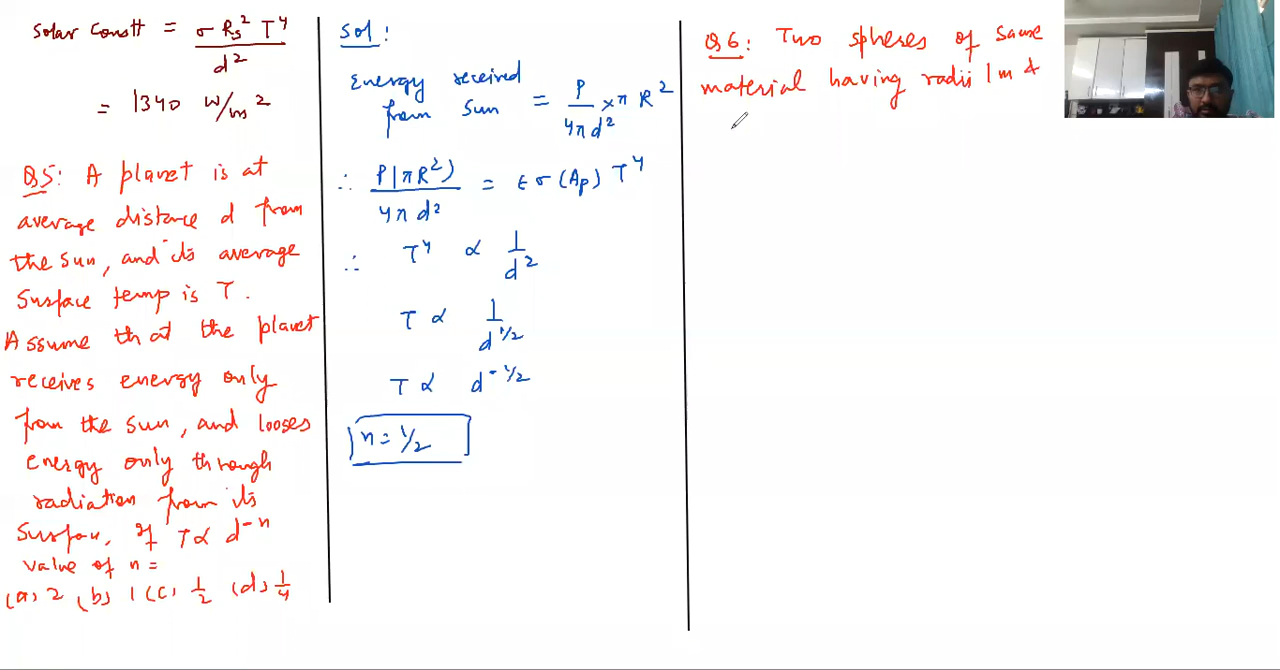 Solar Constt = σ Rs² T⁴ / d²
= 1340 W/m²
Q5: A planet is at
average distance d from
the sun, and its average
Surface temp is T.
Assume that at the planet
receives energy only
from the sun, and looses
energy only through
radiation from its
Surface. If T ∝ d⁻ⁿ
value of n =
(a) 2 (b) 1 (c) 1/2 (d) 1/4
Sol:
Energy received from Sun = P / 4πd² × π R²
∴ P(πR²) / 4πd² = ϵ σ (Ap) T⁴
∴ T⁴ ∝ 1 / d²
T ∝ 1 / d^1/2
T ∝ d^-1/2
n = 1/2
Q6: Two spheres of same
material having radii 1m &